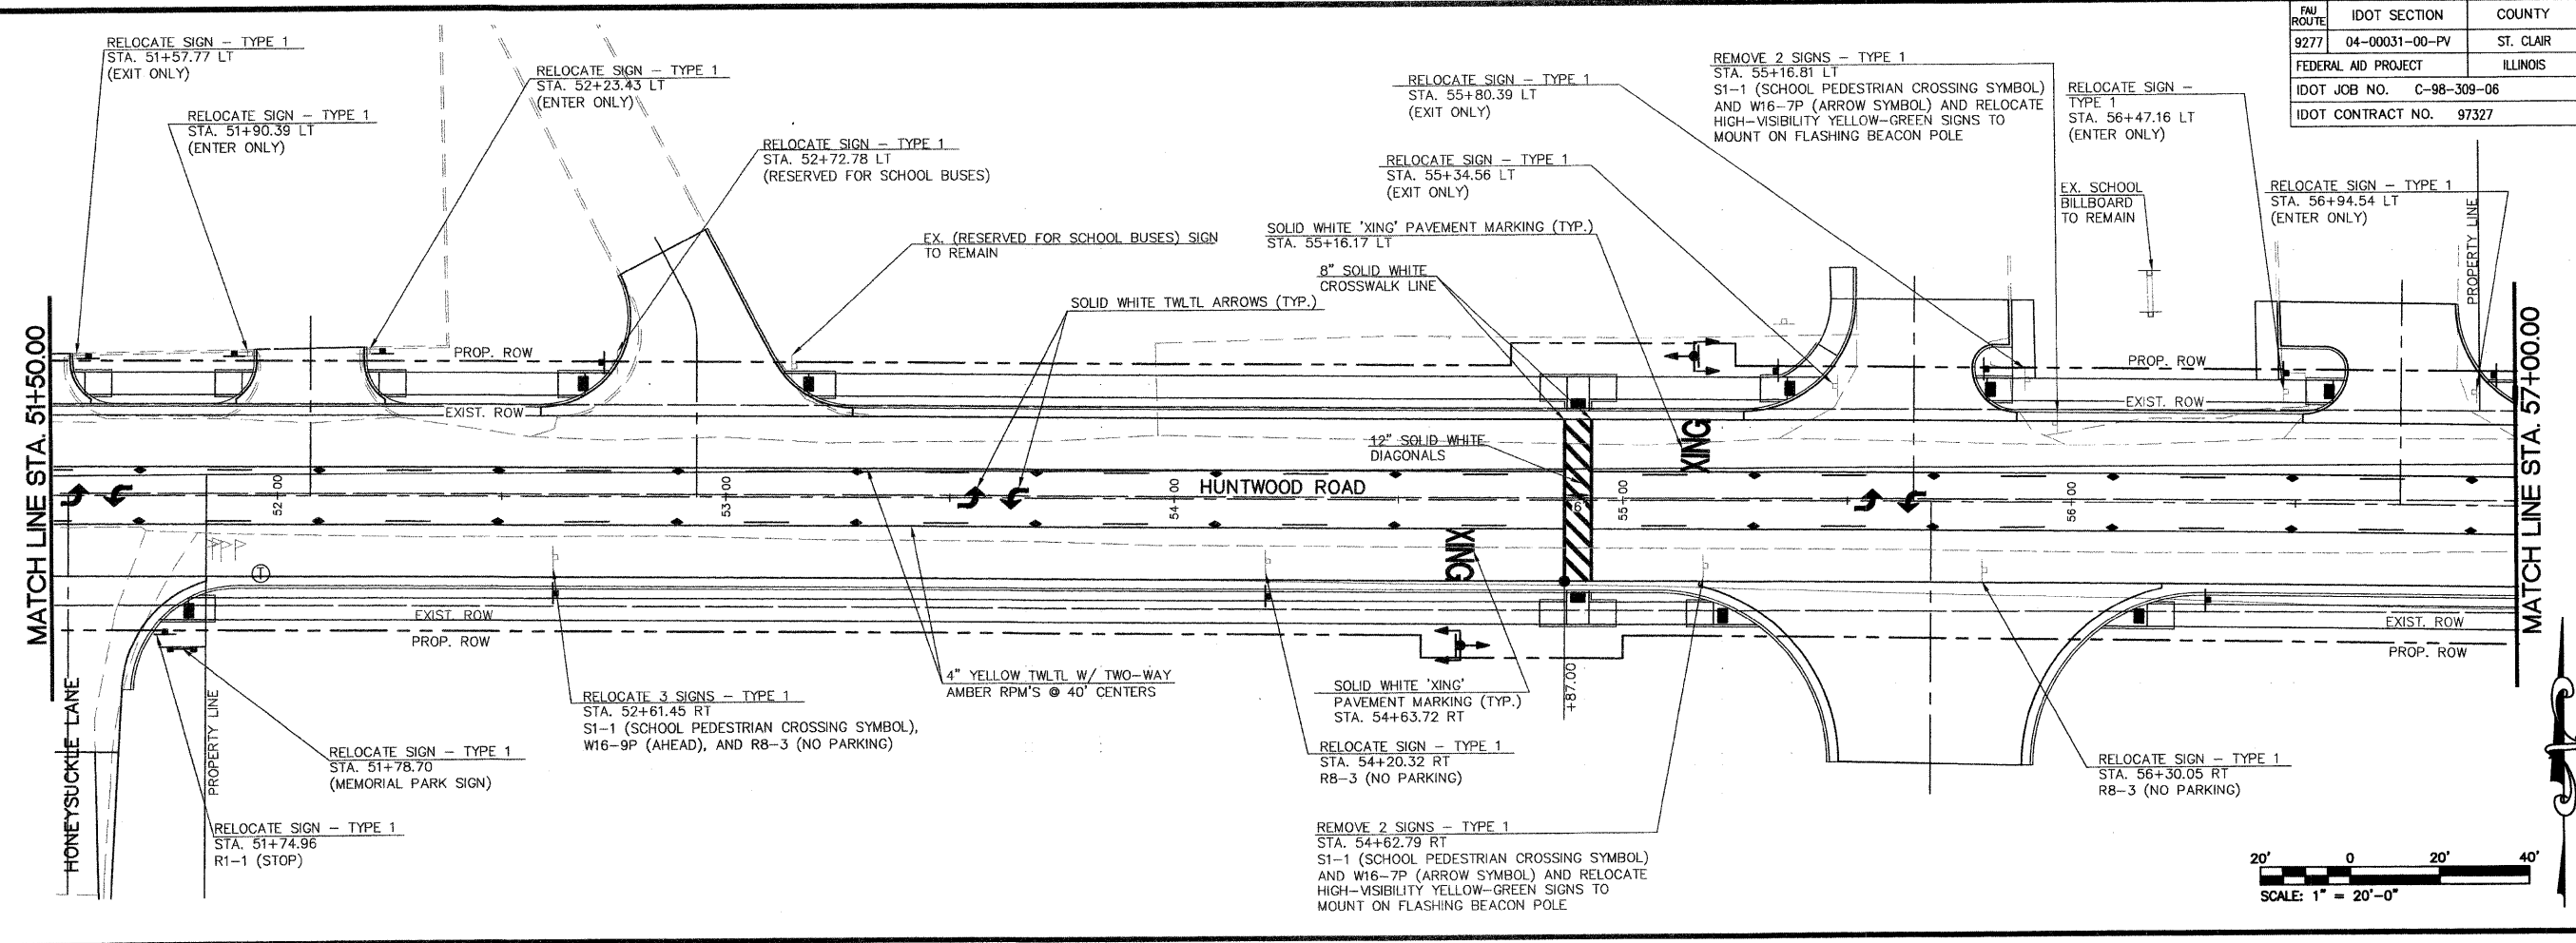 FAU ROUTE IDOT SECTION COUNTY
9277 04-00031-00-PV ST. CLAIR
FEDERAL AID PROJECT ILLINOIS
IDOT JOB NO. C-98-309-06
IDOT CONTRACT NO. 97327
RELOCATE SIGN - TYPE 1
STA. 51+57.77 LT
(EXIT ONLY)
RELOCATE SIGN - TYPE 1
STA. 51+90.39 LT
(ENTER ONLY)
RELOCATE SIGN - TYPE 1
STA. 52+23.43 LT
(ENTER ONLY)
RELOCATE SIGN - TYPE 1
STA. 52+72.78 LT
(RESERVED FOR SCHOOL BUSES)
EX. (RESERVED FOR SCHOOL BUSES) SIGN
TO REMAIN
SOLID WHITE TWLTL ARROWS (TYP.)
RELOCATE SIGN - TYPE 1
STA. 55+80.39 LT
(EXIT ONLY)
RELOCATE SIGN - TYPE 1
STA. 55+34.56 LT
(EXIT ONLY)
SOLID WHITE 'XING' PAVEMENT MARKING (TYP.)
STA. 55+16.17 LT
8" SOLID WHITE
CROSSWALK LINE
REMOVE 2 SIGNS - TYPE 1
STA. 55+16.81 LT
S1-1 (SCHOOL PEDESTRIAN CROSSING SYMBOL)
AND W16-7P (ARROW SYMBOL) AND RELOCATE
HIGH-VISIBILITY YELLOW-GREEN SIGNS TO
MOUNT ON FLASHING BEACON POLE
RELOCATE SIGN -
TYPE 1
STA. 56+47.16 LT
(ENTER ONLY)
EX. SCHOOL
BILLBOARD
TO REMAIN
RELOCATE SIGN - TYPE 1
STA. 56+94.54 LT
(ENTER ONLY)
PROPERTY LINE
MATCH LINE STA. 51+50.00
PROP. ROW
EXIST. ROW
PROP. ROW
EXIST. ROW
12" SOLID WHITE
DIAGONALS
XING
52+00
53+00
54+00
HUNTWOOD ROAD
6'
55+00
56+00
XING
MATCH LINE STA. 57+00.00
T
EXIST. ROW
PROP. ROW
EXIST. ROW
PROP. ROW
HONEYSUCKLE LANE
PROPERTY LINE
RELOCATE SIGN - TYPE 1
STA. 51+78.70
(MEMORIAL PARK SIGN)
RELOCATE SIGN - TYPE 1
STA. 51+74.96
R1-1 (STOP)
RELOCATE 3 SIGNS - TYPE 1
STA. 52+61.45 RT
S1-1 (SCHOOL PEDESTRIAN CROSSING SYMBOL),
W16-9P (AHEAD), AND R8-3 (NO PARKING)
4" YELLOW TWLTL W/ TWO-WAY
AMBER RPM'S @ 40' CENTERS
SOLID WHITE 'XING'
PAVEMENT MARKING (TYP.)
STA. 54+63.72 RT
+87.00
RELOCATE SIGN - TYPE 1
STA. 54+20.32 RT
R8-3 (NO PARKING)
REMOVE 2 SIGNS - TYPE 1
STA. 54+62.79 RT
S1-1 (SCHOOL PEDESTRIAN CROSSING SYMBOL)
AND W16-7P (ARROW SYMBOL) AND RELOCATE
HIGH-VISIBILITY YELLOW-GREEN SIGNS TO
MOUNT ON FLASHING BEACON POLE
RELOCATE SIGN - TYPE 1
STA. 56+30.05 RT
R8-3 (NO PARKING)
20' 0 20' 40'
SCALE: 1" = 20'-0"